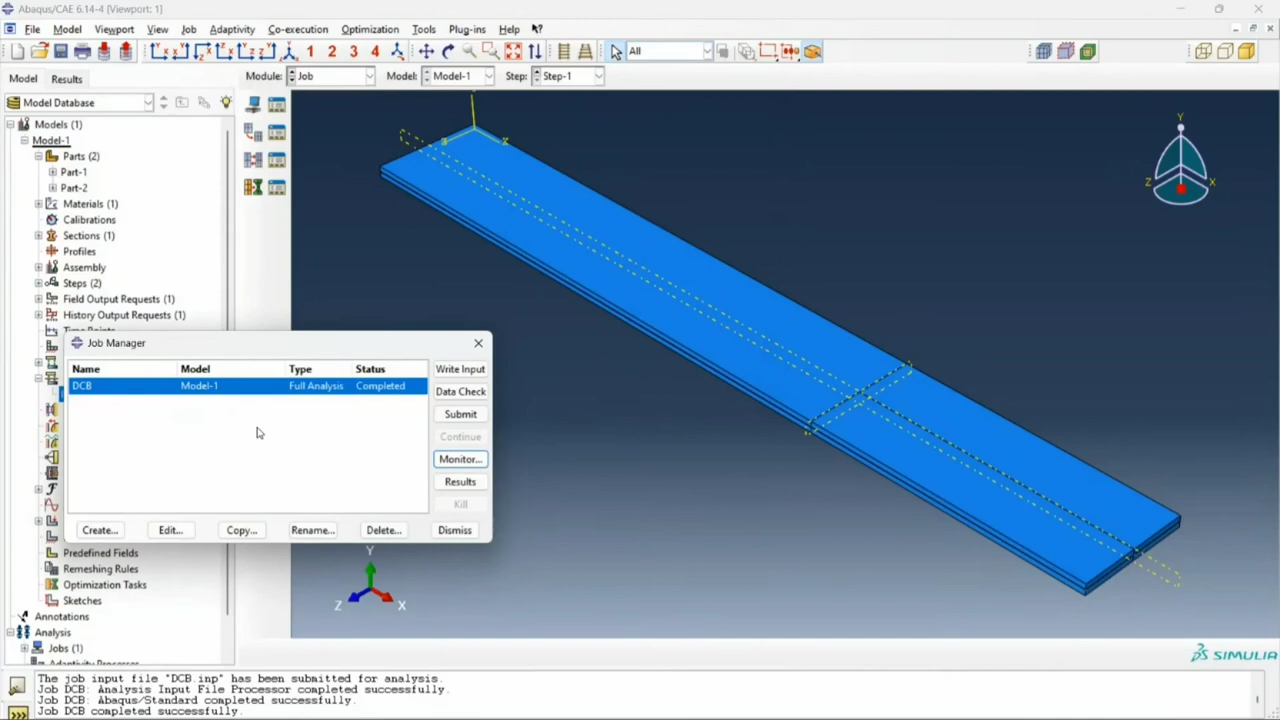 Abaqus/CAE 6.14-4 [Viewport: 1]
File Model Viewport View Job Adaptivity Co-execution Optimization Tools Plug-ins Help
1 2 3 4 All
Model Results Module: Job Model: Model-1 Step: Step-1
Model Database
Models (1)
Model-1
Parts (2)
Part-1
Part-2
Materials (1)
Calibrations
Sections (1)
Profiles
Assembly
Steps (2)
Field Output Requests (1)
History Output Requests (1)
Job Manager
Name Model Type Status
DCB Model-1 Full Analysis Completed
Write Input
Data Check
Submit
Continue
Monitor...
Results
Kill
Create... Edit... Copy... Rename... Delete... Dismiss
Predefined Fields
Remeshing Rules
Optimization Tasks
Sketches
Annotations
Analysis
Jobs (1)
Y
Z X
Y
Z X
SIMULIA
The job input file "DCB.inp" has been submitted for analysis.
Job DCB: Analysis Input File Processor completed successfully.
Job DCB: Abaqus/Standard completed successfully.
Job DCB completed successfully.